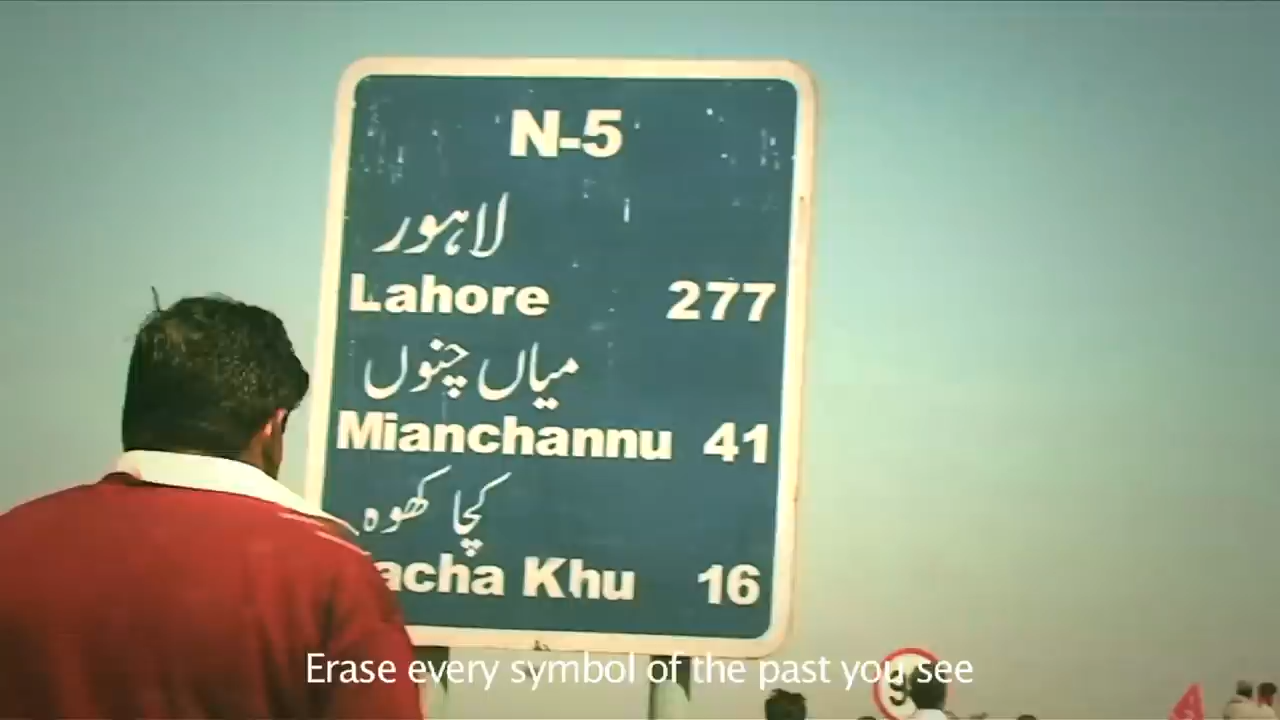 N-5
لاہور
Lahore 277
میاں چنوں
Mianchannu 41
کچا کھوہ
acha Khu 16
Erase every symbol of the past you see
9